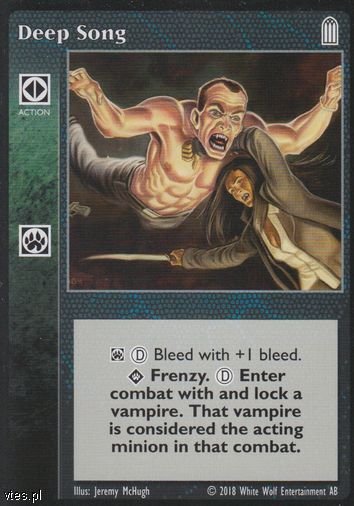 Deep Song
ACTION
D Bleed with +1 bleed.
Frenzy. D Enter
combat with and lock a
vampire. That vampire
is considered the acting
minion in that combat.
Illus: Jeremy McHugh © 2018 White Wolf Entertainment AB
vtes.pl